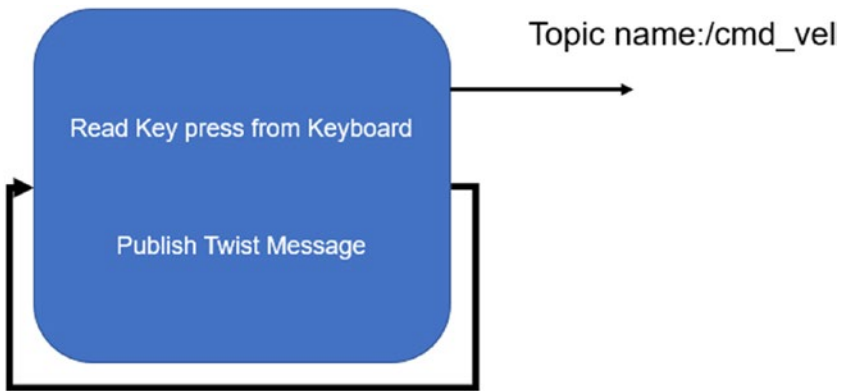 Topic name:/cmd_vel
Read Key press from Keyboard
Publish Twist Message